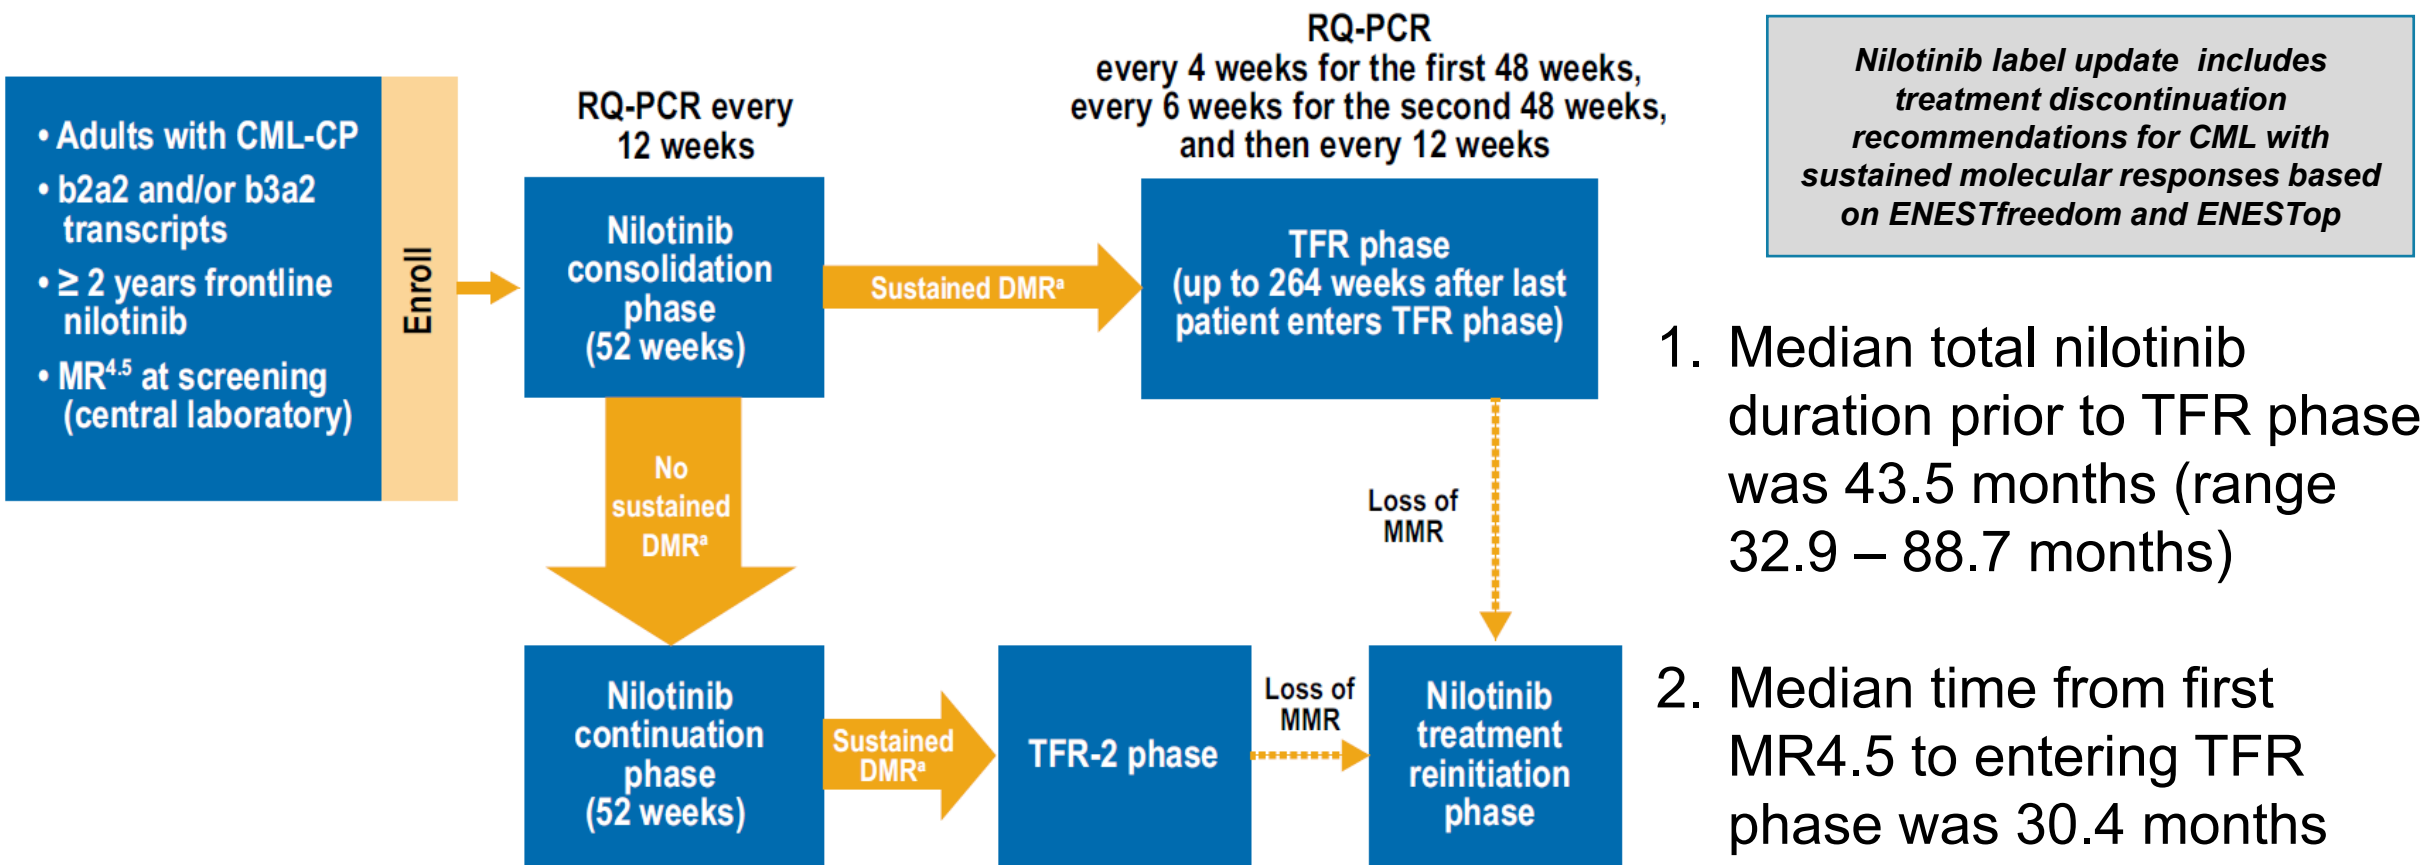 • Adults with CML-CP
• b2a2 and/or b3a2
transcripts
• ≥ 2 years frontline
nilotinib
• MR4.5 at screening
(central laboratory)
Enroll
RQ-PCR every
12 weeks
Nilotinib
consolidation
phase
(52 weeks)
Sustained DMRa
RQ-PCR
every 4 weeks for the first 48 weeks,
every 6 weeks for the second 48 weeks,
and then every 12 weeks
TFR phase
(up to 264 weeks after last
patient enters TFR phase)
No
sustained
DMRa
Loss of
MMR
Nilotinib
continuation
phase
(52 weeks)
Sustained
DMRa
TFR-2 phase
Loss of
MMR
Nilotinib
treatment
reinitiation
phase
Nilotinib label update includes
treatment discontinuation
recommendations for CML with
sustained molecular responses based
on ENESTfreedom and ENESTop
1. Median total nilotinib
duration prior to TFR phase
was 43.5 months (range
32.9 – 88.7 months)
2. Median time from first
MR4.5 to entering TFR
phase was 30.4 months